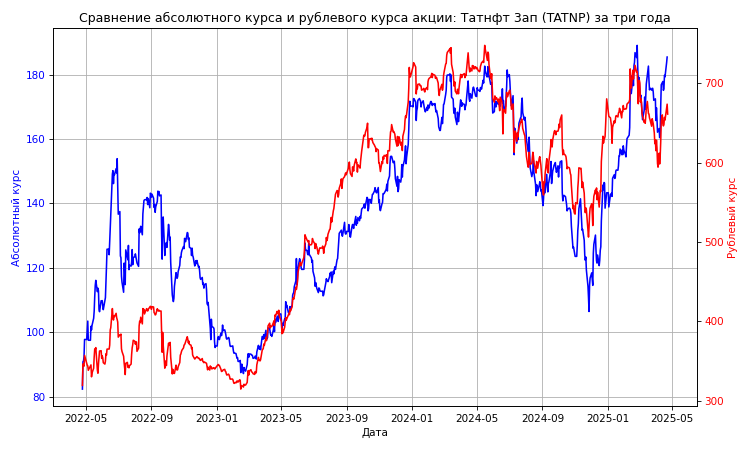 Сравнение абсолютного курса и рублевого курса акции: Татнфт 3ап (TATNP) за три года
180
160
140
120
100
80
Абсолютный курс
700
600
500
400
300
Рублевый курс
2022-05 2022-09 2023-01 2023-05 2023-09 2024-01 2024-05 2024-09 2025-01 2025-05
Дата